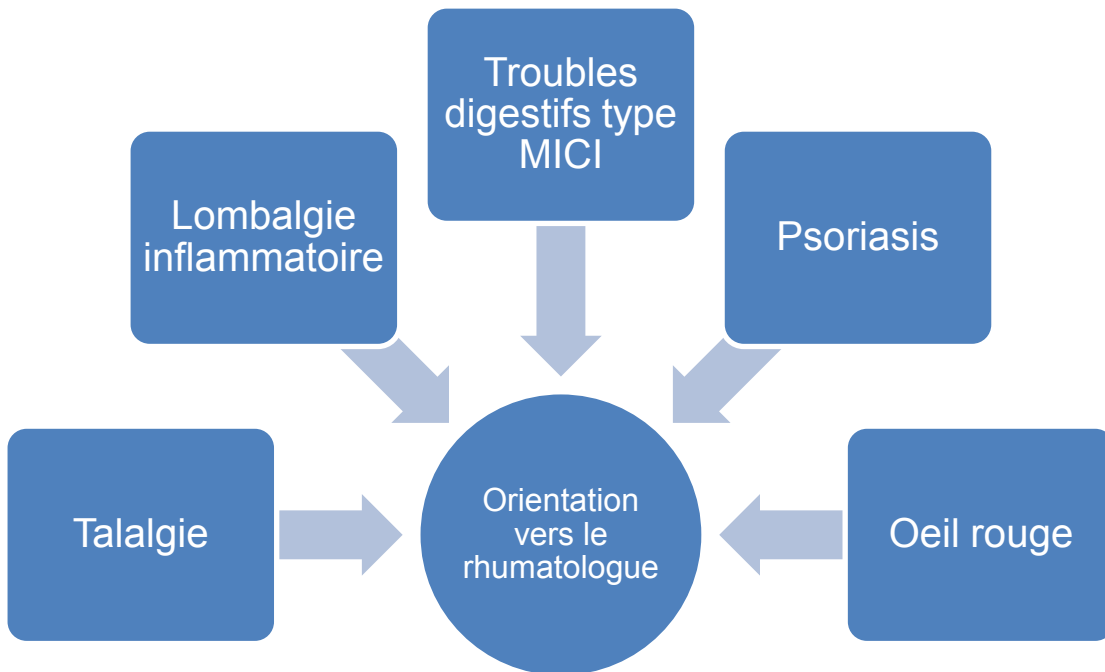 Troubles
digestifs type
MICI
Lombalgie
inflammatoire
Psoriasis
Talalgie
Orientation
vers le
rhumatologue
Oeil rouge